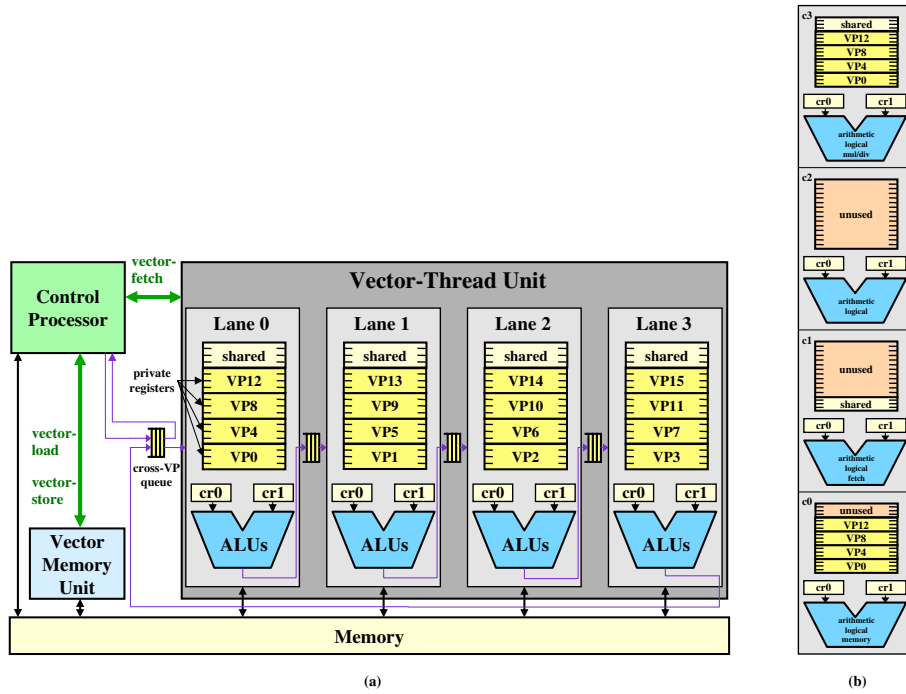 vector-
fetch
Control
Processor
Vector-Thread Unit
Lane 0
shared
VP12
VP8
VP4
VP0
cr0
cr1
ALUs
Lane 1
shared
VP13
VP9
VP5
VP1
cr0
cr1
ALUs
Lane 2
shared
VP14
VP10
VP6
VP2
cr0
cr1
ALUs
Lane 3
shared
VP15
VP11
VP7
VP3
cr0
cr1
ALUs
private
registers
vector-
load
vector-
store
cross-VP
queue
Vector
Memory
Unit
Memory
(a)
c3
shared
VP12
VP8
VP4
VP0
cr0
cr1
arithmetic
logical
mul/div
c2
unused
cr0
cr1
arithmetic
logical
c1
unused
shared
cr0
cr1
arithmetic
logical
fetch
c0
unused
VP12
VP8
VP4
VP0
cr0
cr1
arithmetic
logical
memory
(b)